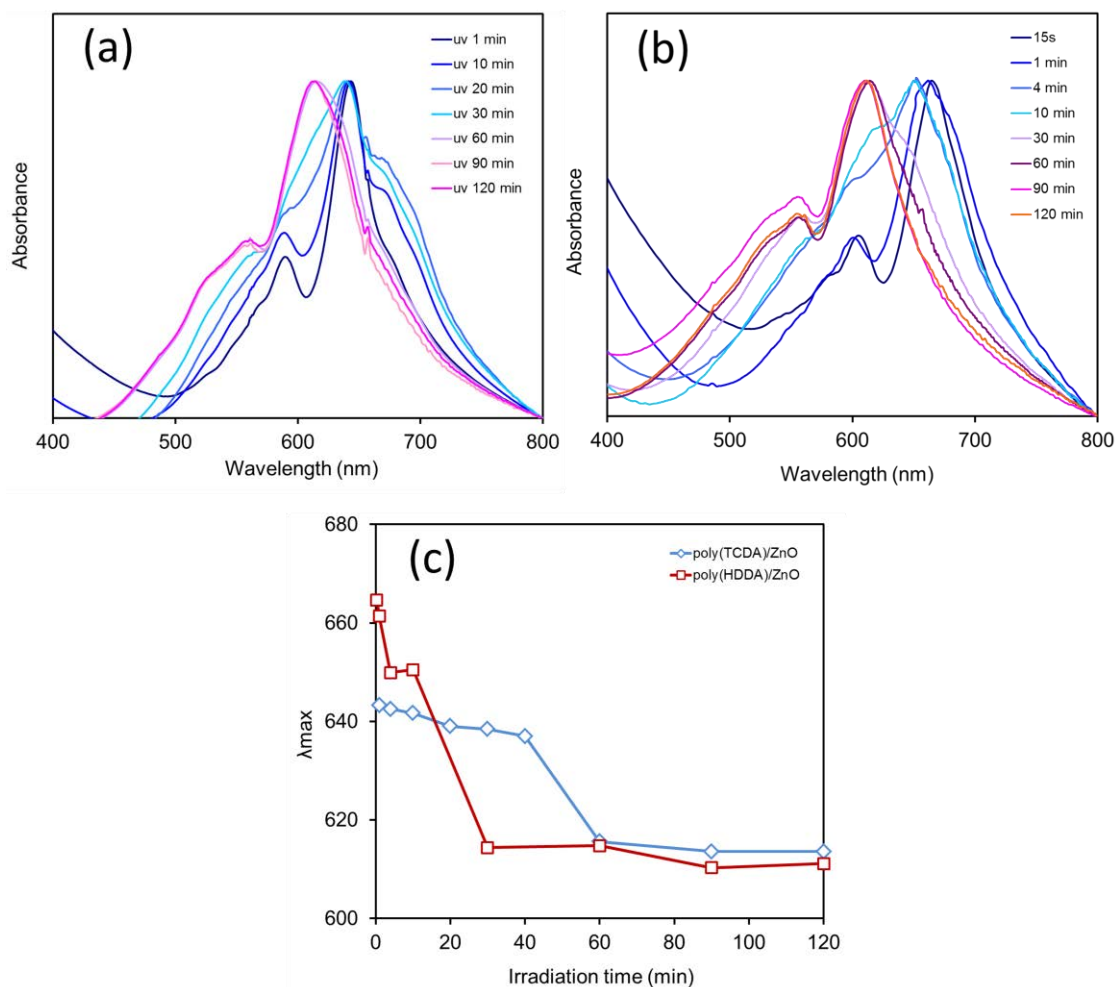 (a)
uv 1 min
uv 10 min
uv 20 min
uv 30 min
uv 60 min
uv 90 min
uv 120 min
Absorbance
400 500 600 700 800
Wavelength (nm)
(b)
15s
1 min
4 min
10 min
30 min
60 min
90 min
120 min
Absorbance
400 500 600 700 800
Wavelength (nm)
(c)
poly(TCDA)/ZnO
poly(HDDA)/ZnO
680
660
640
620
600
λmax
0 20 40 60 80 100 120
Irradiation time (min)